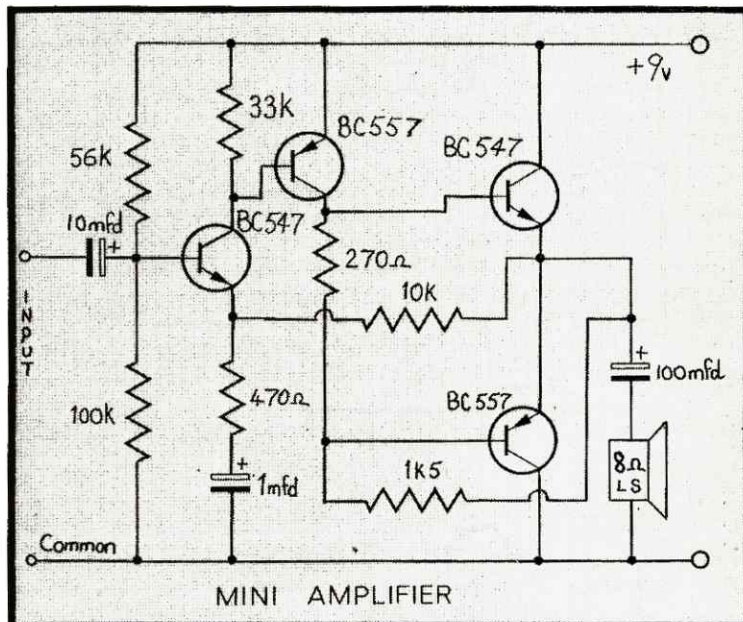 +9v
33k
BC557
BC547
56k
10mfd
+
BC547
270Ω
10k
INPUT
+
100mfd
100k
470Ω
BC557
8Ω
LS
+
1mfd
1k5
Common
MINI AMPLIFIER